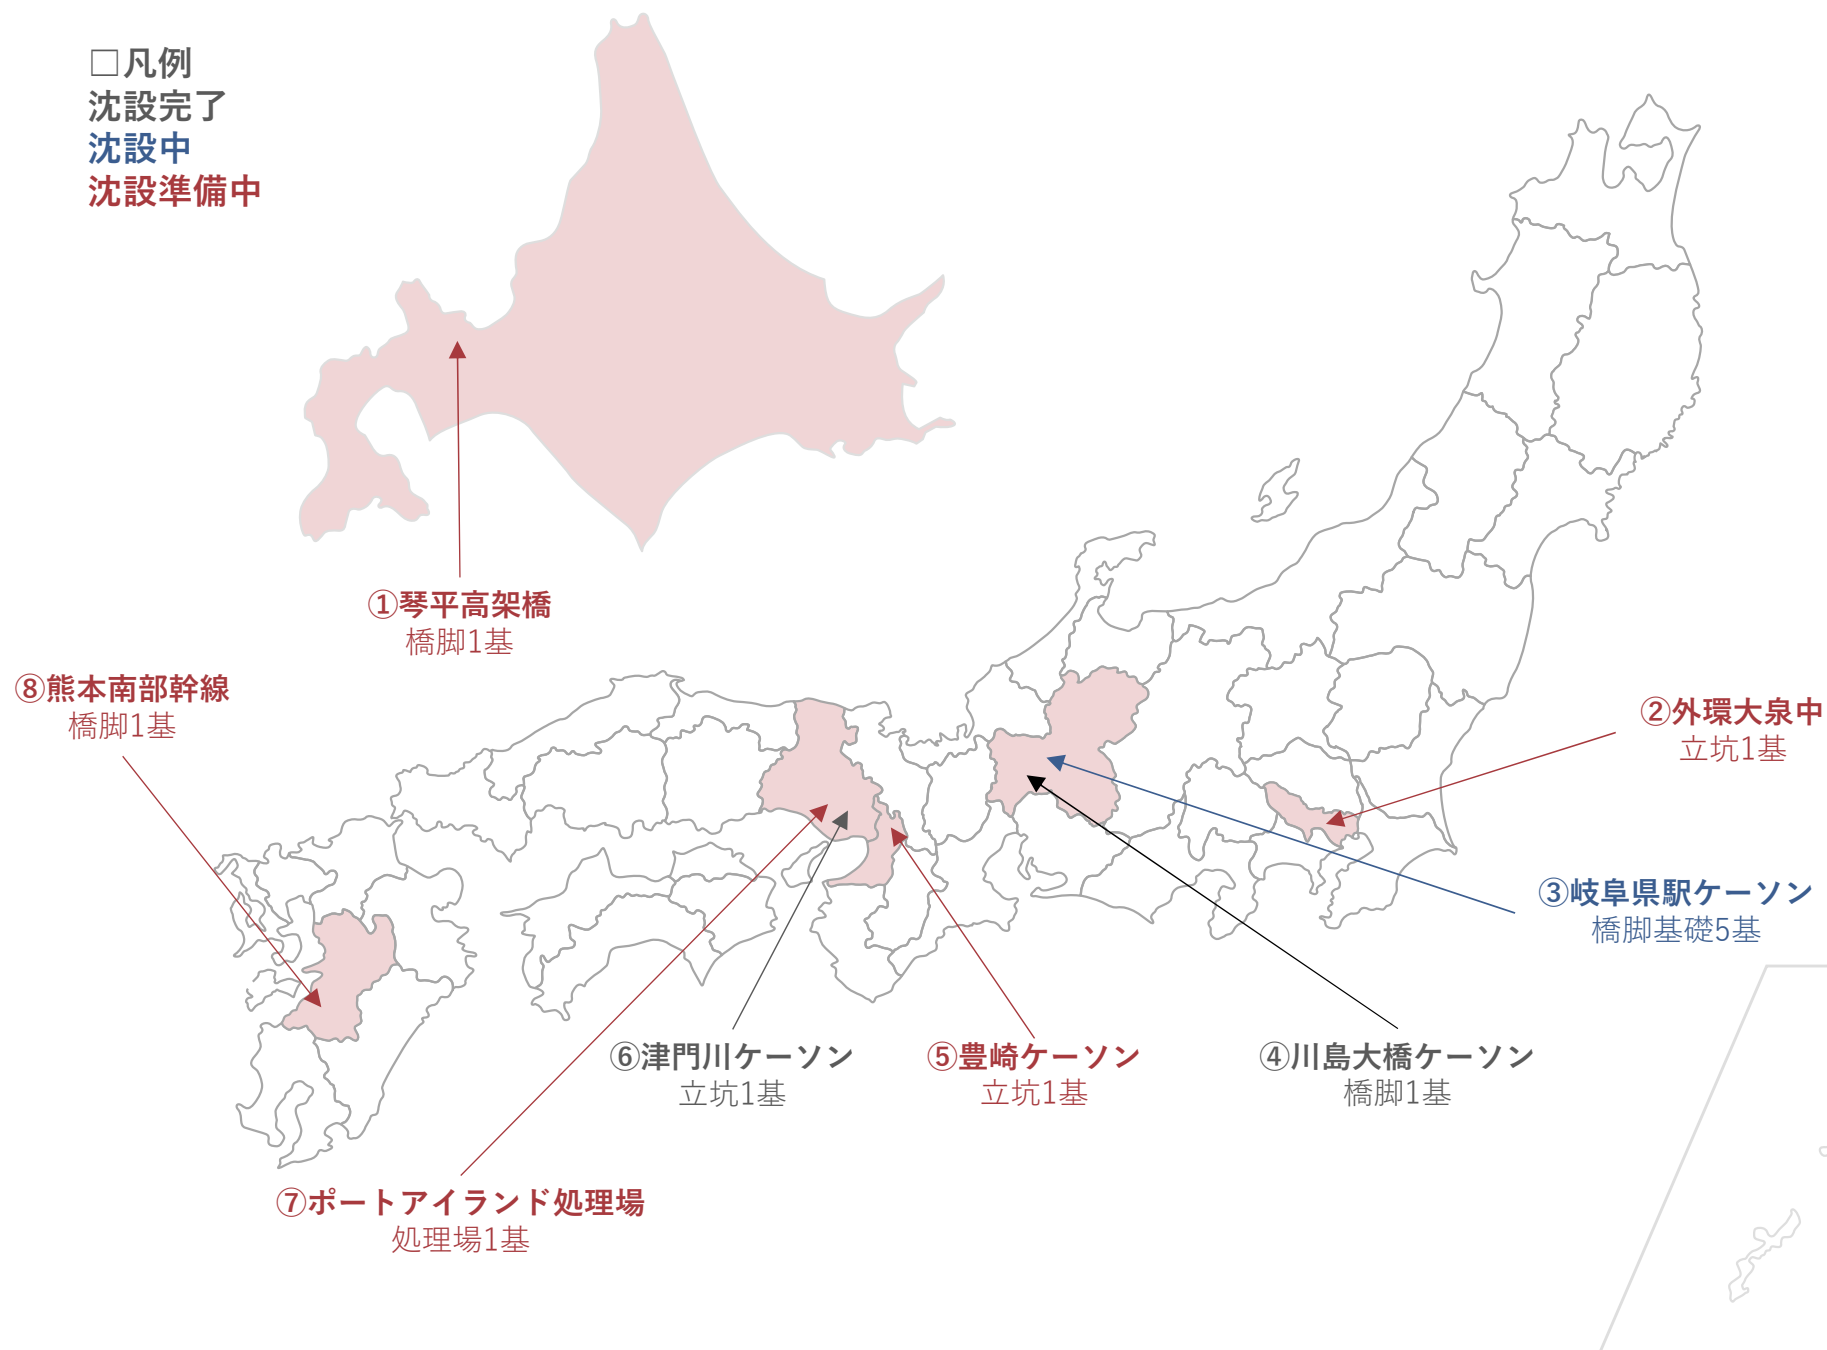 □凡例
沈設完了
沈設中
沈設準備中
①琴平高架橋
橋脚1基
⑧熊本南部幹線
橋脚1基
②外環大泉中
立坑1基
③岐阜県駅ケーソン
橋脚基礎5基
⑥津門川ケーソン
立坑1基
⑤豊崎ケーソン
立坑1基
④川島大橋ケーソン
橋脚1基
⑦ポートアイランド処理場
処理場1基